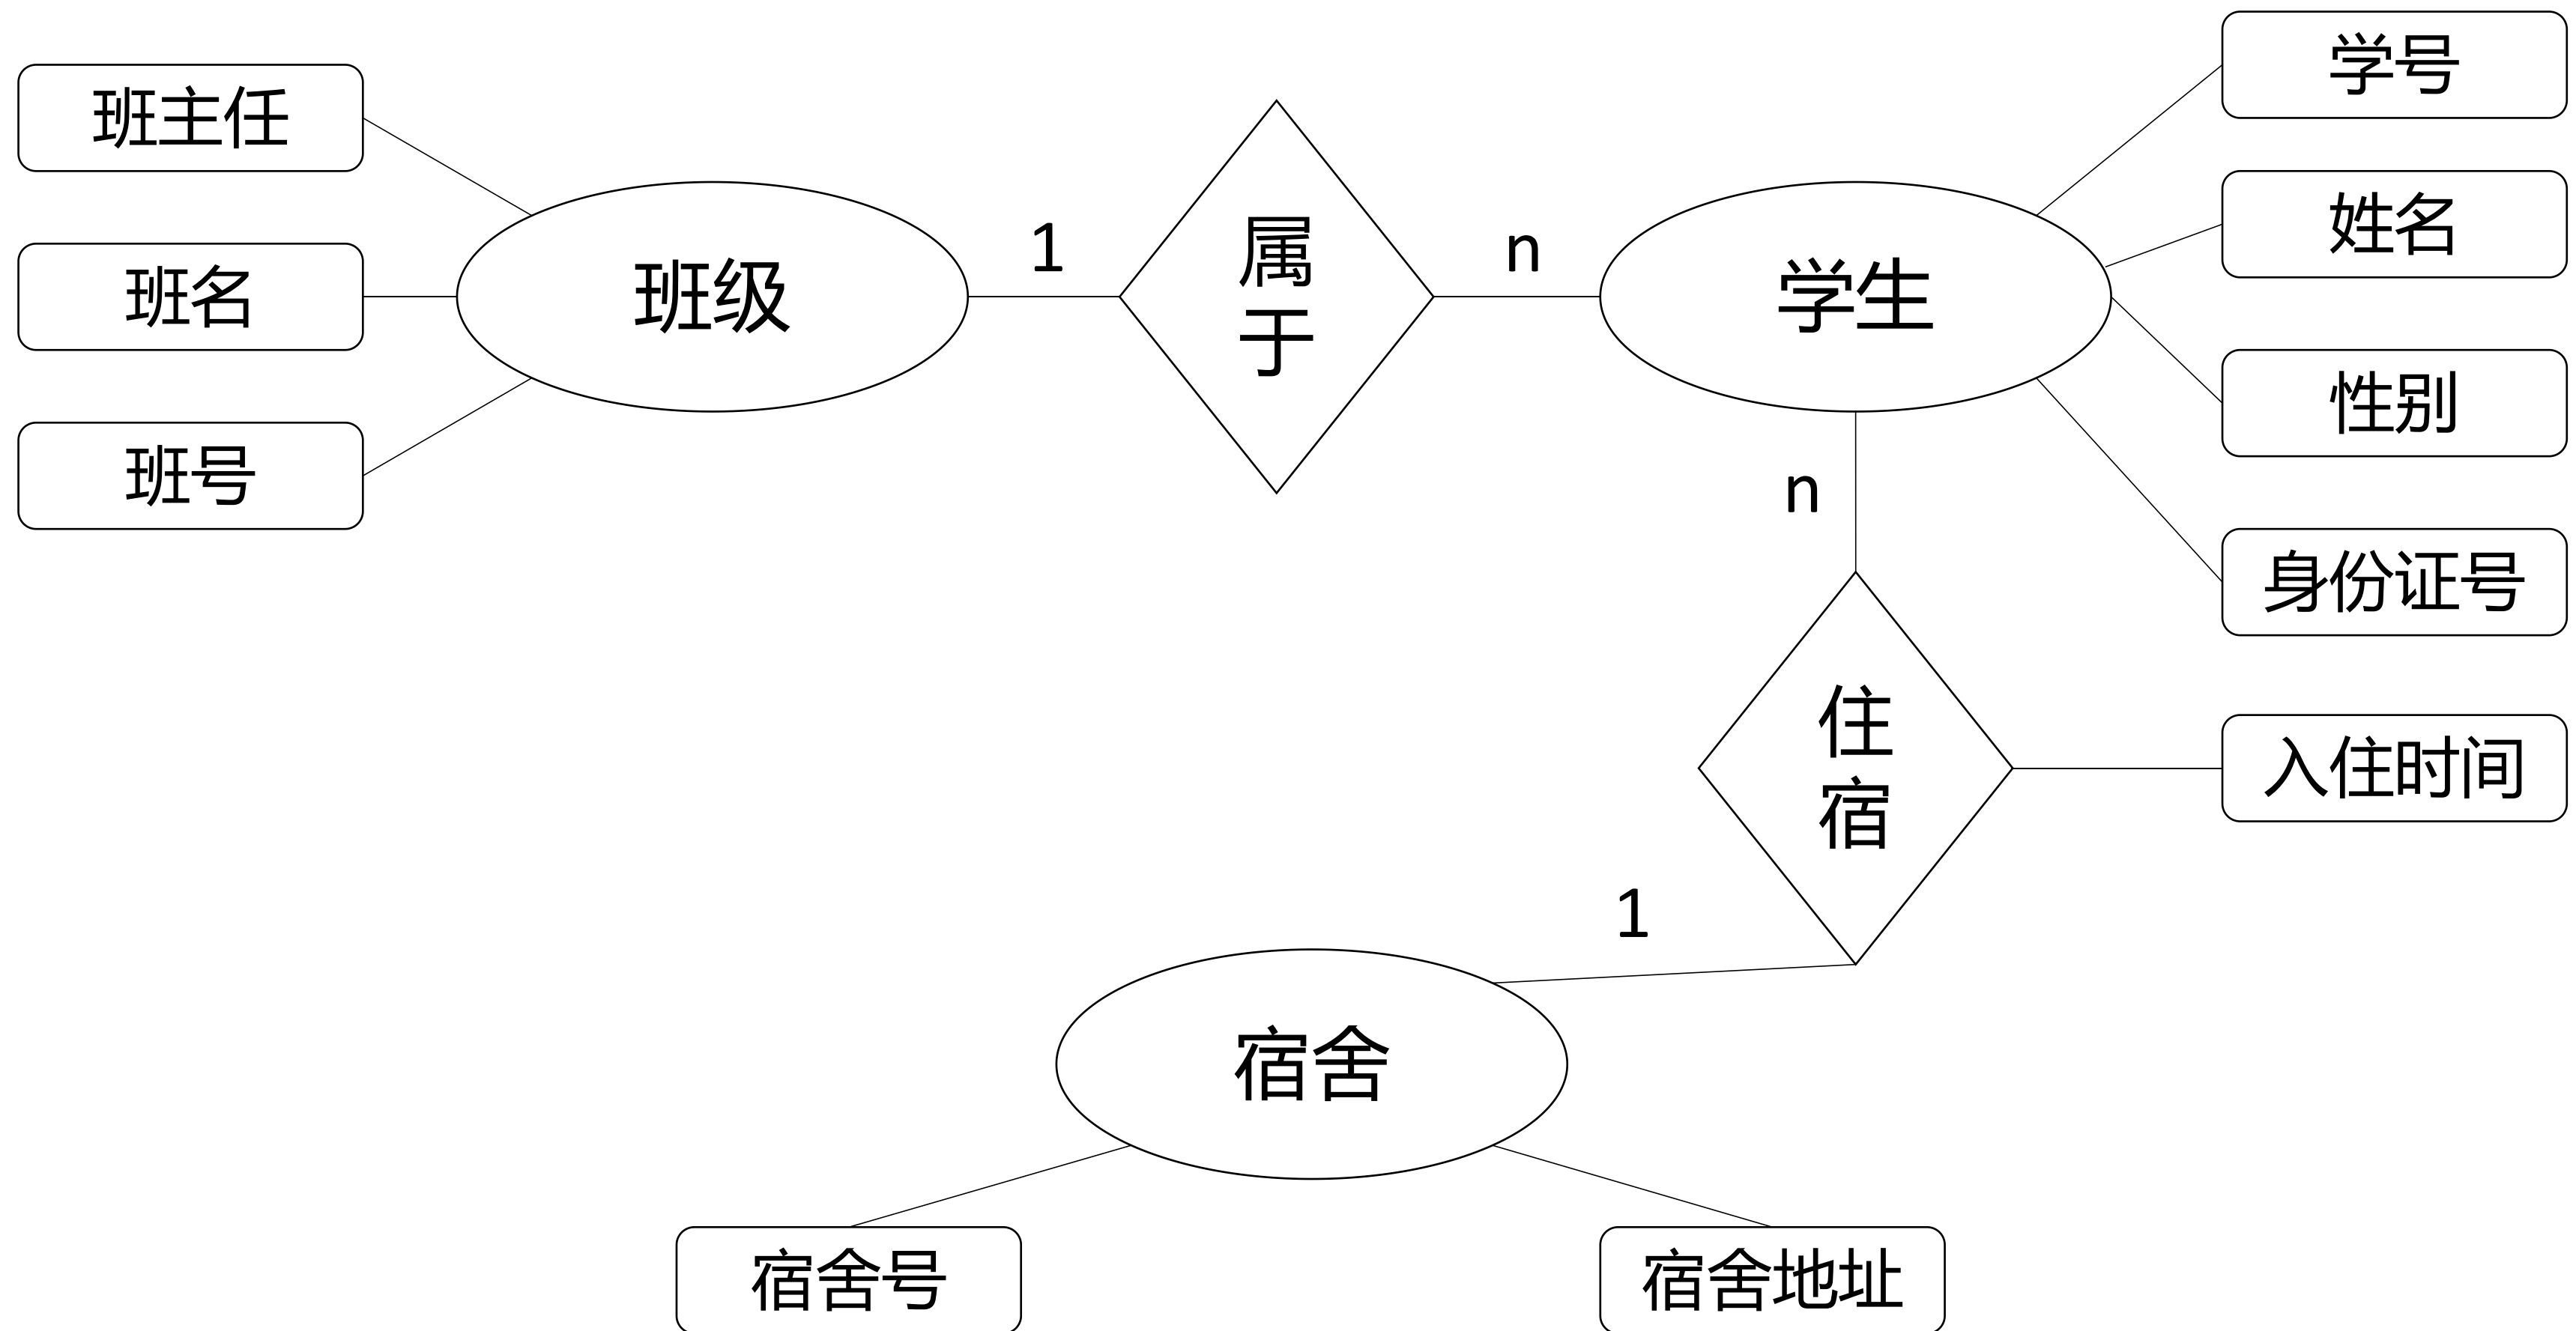 学号
班主任
姓名
班名
班级
1
属
于
n
学生
性别
班号
n
身份证号
住
宿
入住时间
1
宿舍
宿舍号
宿舍地址